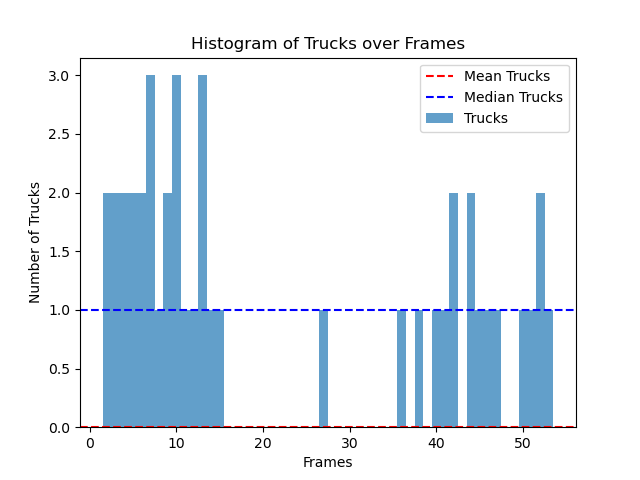 Histogram of Trucks over Frames
Mean Trucks
Median Trucks
Trucks
Number of Trucks
3.0
2.5
2.0
1.5
1.0
0.5
0.0
0 10 20 30 40 50
Frames